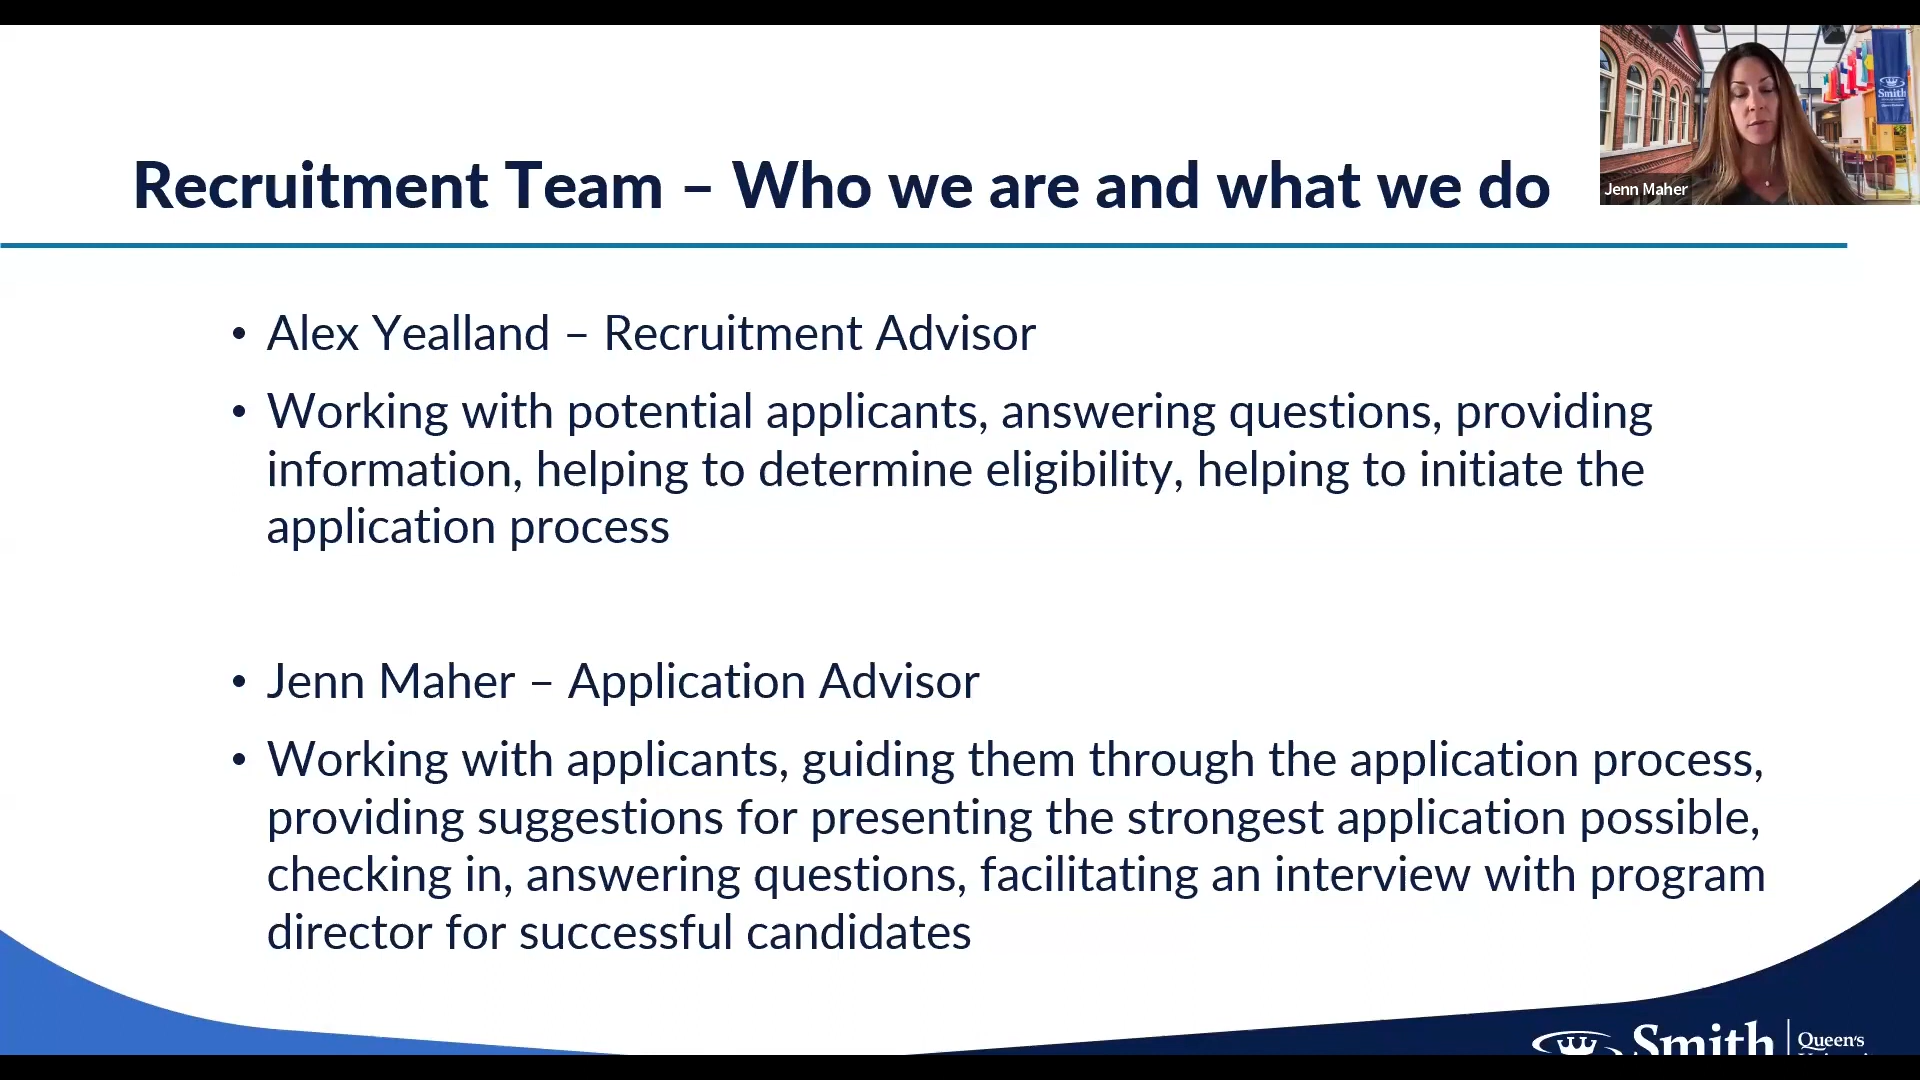 Smith
Recruitment Team – Who we are and what we do
Jenn Maher
• Alex Yealland – Recruitment Advisor
• Working with potential applicants, answering questions, providing
information, helping to determine eligibility, helping to initiate the
application process
• Jenn Maher – Application Advisor
• Working with applicants, guiding them through the application process,
providing suggestions for presenting the strongest application possible,
checking in, answering questions, facilitating an interview with program
director for successful candidates
Smith
Queen's